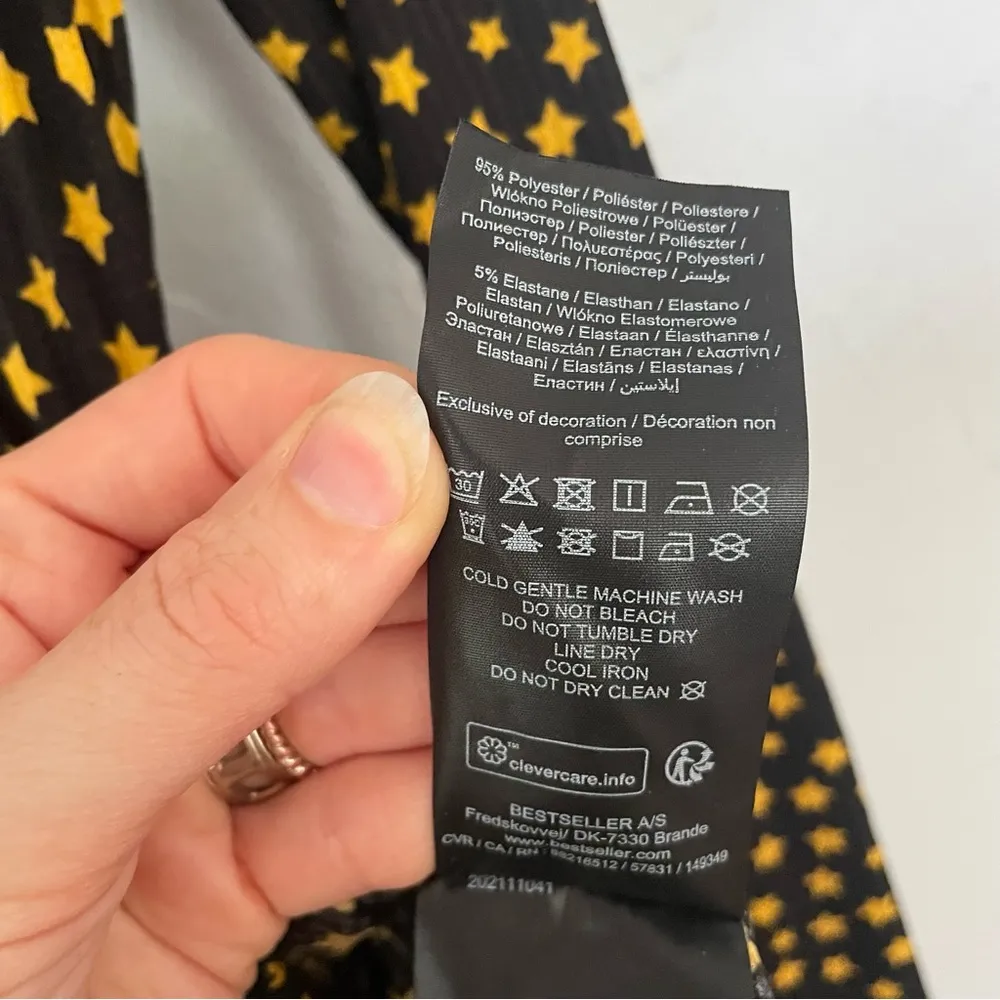 95% Polyester / Poliéster / Poliestere /
Włókno Poliestrowe / Polüester /
Полиэстер / Poliester / Poliészter /
Полиестер / Πολυεστέρας / Polyesteri /
Poliesteris / Поліестер / بوليستر
5% Elastane / Elasthan / Elastano /
Elastan / Włókno Elastomerowe
Poliuretanowe / Elastaan / Élasthanne /
Эластан / Elasztán / Еластан / ελαστίνη /
Elastaani / Elastāns / Elastanas /
Еластин / إيلاستين
Exclusive of decoration / Décoration non
comprise
30
COLD GENTLE MACHINE WASH
DO NOT BLEACH
DO NOT TUMBLE DRY
LINE DRY
COOL IRON
DO NOT DRY CLEAN
™
clevercare.info
BESTSELLER A/S
Fredskovvej/ DK-7330 Brande
www.bestseller.com
CVR / CA / RN : 88216512 / 57831 / 149349
202111041